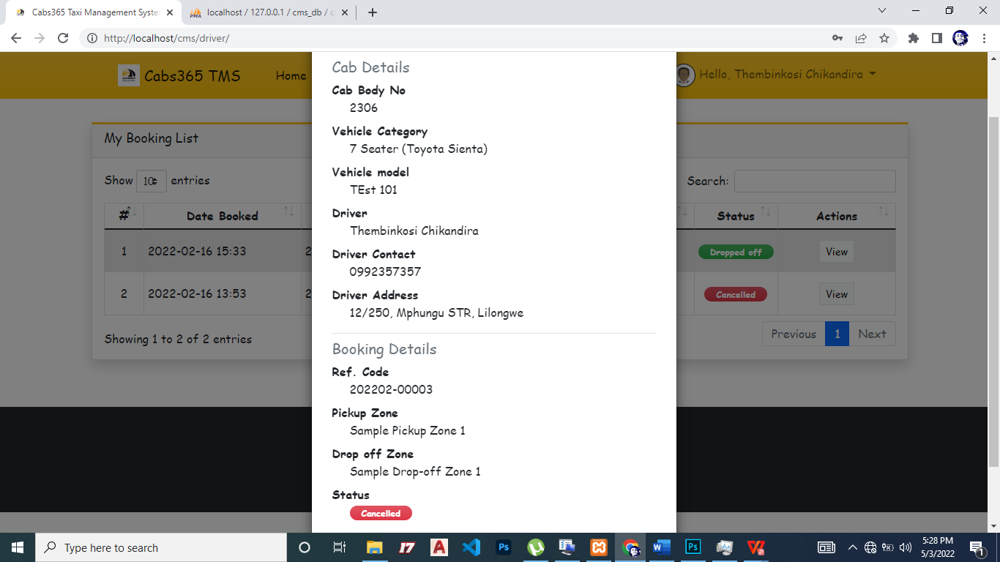 Cabs365 Taxi Management Syste
localhost / 127.0.0.1 / cms_db / c
http://localhost/cms/driver/
Cabs365 TMS
Home
Hello, Thembinkosi Chikandira
My Booking List
Show 10 entries
Search:
# Date Booked Status Actions
1 2022-02-16 15:33 2 Dropped off View
2 2022-02-16 13:53 2 Cancelled View
Showing 1 to 2 of 2 entries
Previous 1 Next
Cab Details
Cab Body No
2306
Vehicle Category
7 Seater (Toyota Sienta)
Vehicle model
TEst 101
Driver
Thembinkosi Chikandira
Driver Contact
0992357357
Driver Address
12/250, Mphungu STR, Lilongwe
Booking Details
Ref. Code
202202-00003
Pickup Zone
Sample Pickup Zone 1
Drop off Zone
Sample Drop-off Zone 1
Status
Cancelled
Type here to search
5:28 PM
5/3/2022